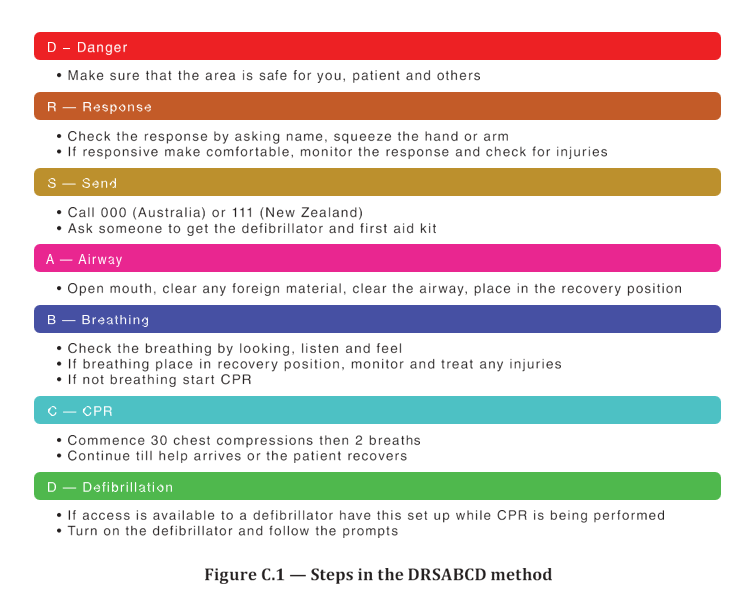 D – Danger
• Make sure that the area is safe for you, patient and others
R — Response
• Check the response by asking name, squeeze the hand or arm
• If responsive make comfortable, monitor the response and check for injuries
S — Send
• Call 000 (Australia) or 111 (New Zealand)
• Ask someone to get the defibrillator and first aid kit
A — Airway
• Open mouth, clear any foreign material, clear the airway, place in the recovery position
B — Breathing
• Check the breathing by looking, listen and feel
• If breathing place in recovery position, monitor and treat any injuries
• If not breathing start CPR
C — CPR
• Commence 30 chest compressions then 2 breaths
• Continue till help arrives or the patient recovers
D — Defibrillation
• If access is available to a defibrillator have this set up while CPR is being performed
• Turn on the defibrillator and follow the prompts
Figure C.1 — Steps in the DRSABCD method